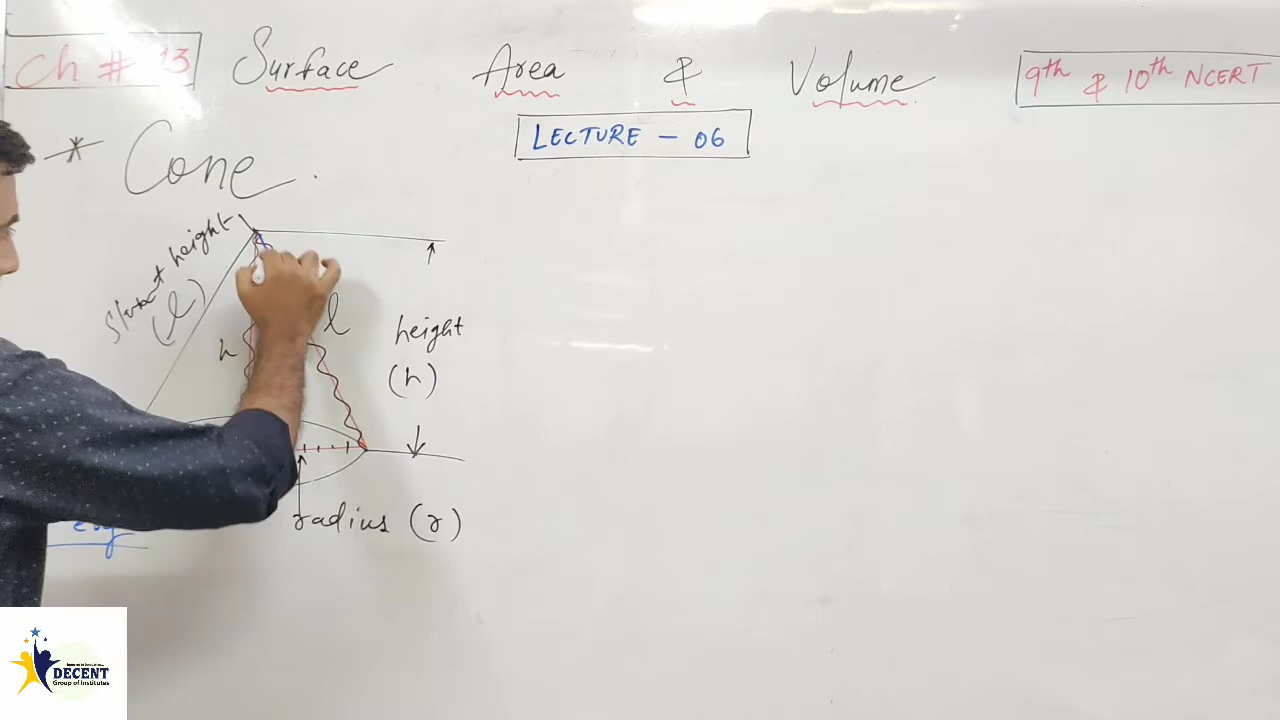 Ch # 13 Surface Area & Volume 9th & 10th NCERT
LECTURE - 06
* Cone.
Slant height
(l)
l
h
height
(h)
radius (r)
DECENT
Group of Institutes